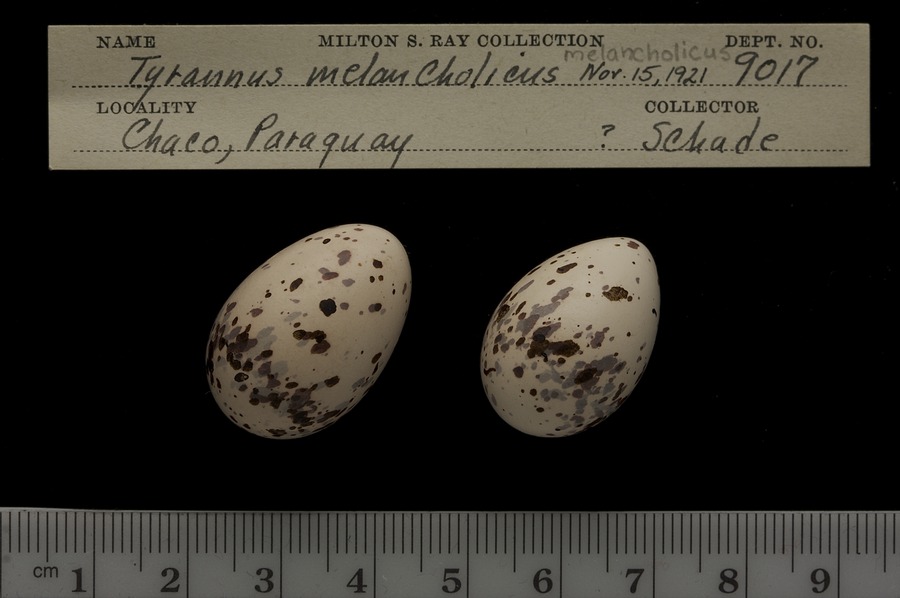 NAME MILTON S. RAY COLLECTION DEPT. NO.
melancholicus
Tyrannus melancholicus Nov. 15, 1921 9017
LOCALITY COLLECTOR
Chaco, Paraguay ? Schade
cm 1 2 3 4 5 6 7 8 9